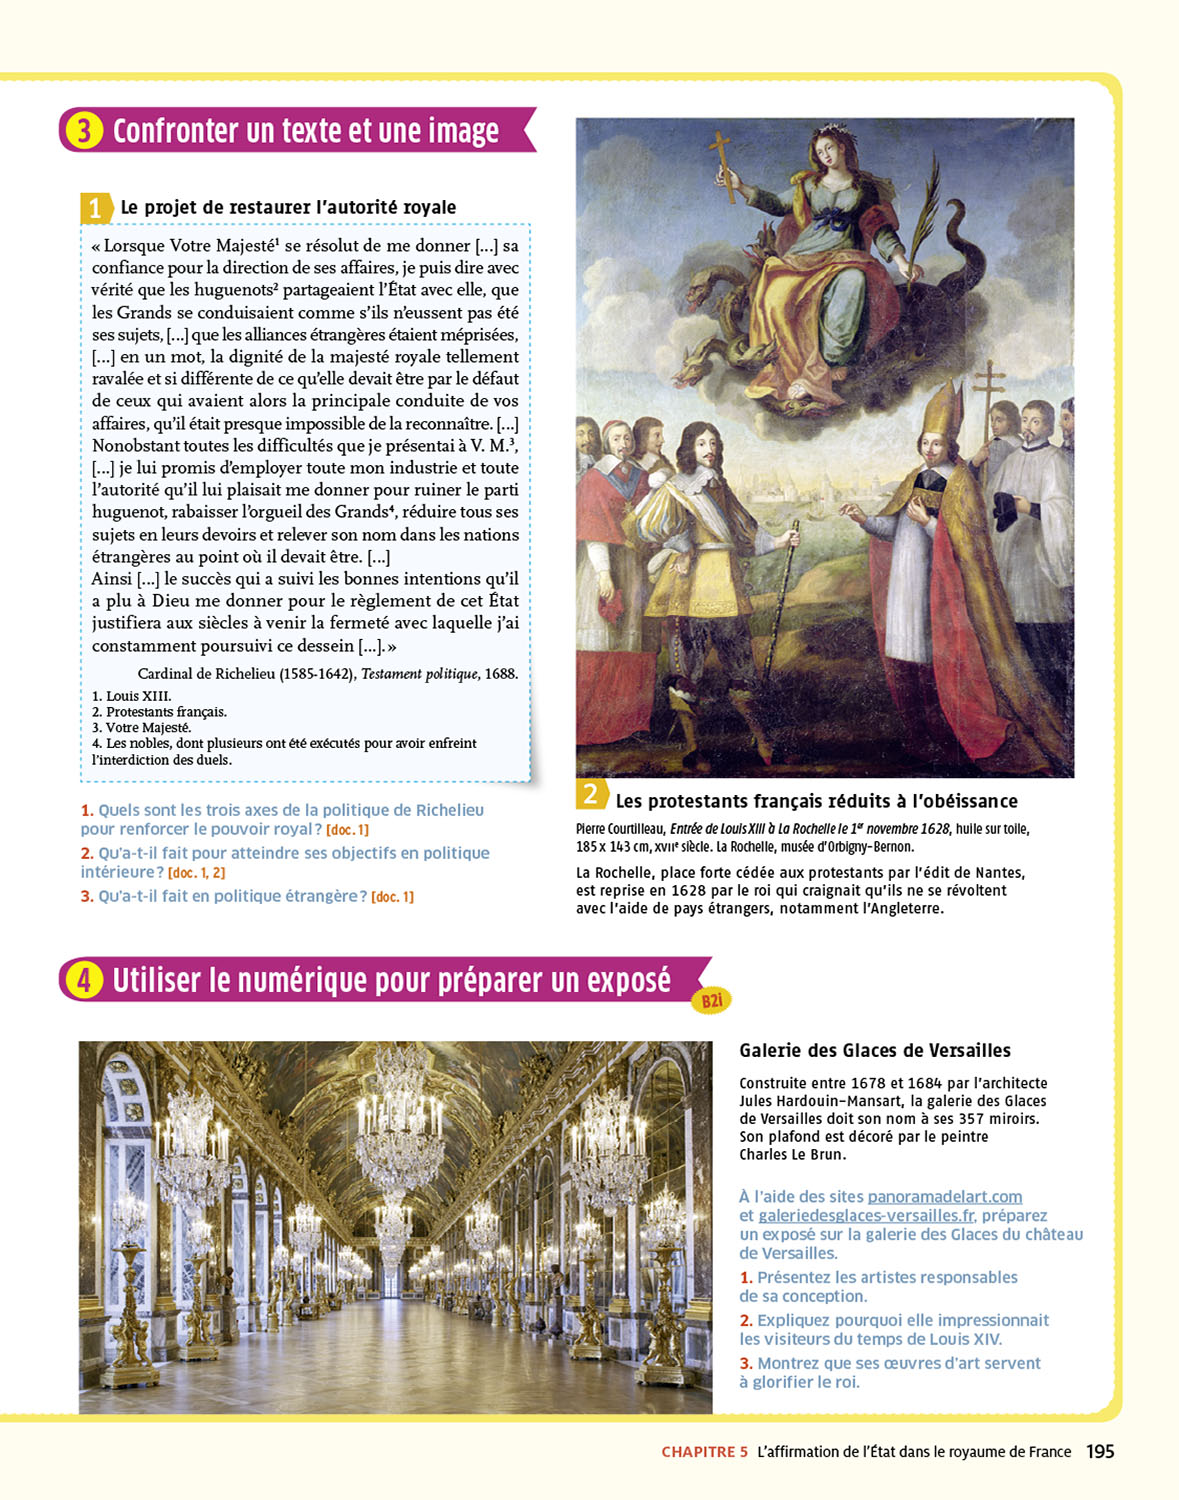 3 Confronter un texte et une image
1 Le projet de restaurer l'autorité royale
« Lorsque Votre Majesté¹ se résolut de me donner [...] sa
confiance pour la direction de ses affaires, je puis dire avec
vérité que les huguenots² partageaient l'État avec elle, que
les Grands se conduisaient comme s'ils n'eussent pas été
ses sujets, [...] que les alliances étrangères étaient méprisées,
[...] en un mot, la dignité de la majesté royale tellement
ravalée et si différente de ce qu'elle devait être par le défaut
de ceux qui avaient alors la principale conduite de vos
affaires, qu'il était presque impossible de la reconnaître. [...]
Nonobstant toutes les difficultés que je présentai à V. M.³,
[...] je lui promis d'employer toute mon industrie et toute
l'autorité qu'il lui plaisait me donner pour ruiner le parti
huguenot, rabaisser l'orgueil des Grands⁴, réduire tous ses
sujets en leurs devoirs et relever son nom dans les nations
étrangères au point où il devait être. [...]
Ainsi [...] le succès qui a suivi les bonnes intentions qu'il
a plu à Dieu me donner pour le règlement de cet État
justifiera aux siècles à venir la fermeté avec laquelle j'ai
constamment poursuivi ce dessein [...]. »
Cardinal de Richelieu (1585-1642), Testament politique, 1688.
1. Louis XIII.
2. Protestants français.
3. Votre Majesté.
4. Les nobles, dont plusieurs ont été exécutés pour avoir enfreint
l'interdiction des duels.
1. Quels sont les trois axes de la politique de Richelieu
pour renforcer le pouvoir royal ? [doc. 1]
2. Qu'a-t-il fait pour atteindre ses objectifs en politique
intérieure ? [doc. 1, 2]
3. Qu'a-t-il fait en politique étrangère ? [doc. 1]
2 Les protestants français réduits à l'obéissance
Pierre Courtilleau, Entrée de Louis XIII à La Rochelle le 1er novembre 1628, huile sur toile,
185 x 143 cm, XVIIe siècle. La Rochelle, musée d'Orbigny-Bernon.
La Rochelle, place forte cédée aux protestants par l'édit de Nantes,
est reprise en 1628 par le roi qui craignait qu'ils ne se révoltent
avec l'aide de pays étrangers, notamment l'Angleterre.
4 Utiliser le numérique pour préparer un exposé
B2i
Galerie des Glaces de Versailles
Construite entre 1678 et 1684 par l'architecte
Jules Hardouin-Mansart, la galerie des Glaces
de Versailles doit son nom à ses 357 miroirs.
Son plafond est décoré par le peintre
Charles Le Brun.
À l'aide des sites panoramadelart.com
et galeriedesglaces-versailles.fr, préparez
un exposé sur la galerie des Glaces du château
de Versailles.
1. Présentez les artistes responsables
de sa conception.
2. Expliquez pourquoi elle impressionnait
les visiteurs du temps de Louis XIV.
3. Montrez que ses œuvres d'art servent
à glorifier le roi.
CHAPITRE 5 L'affirmation de l'État dans le royaume de France 195